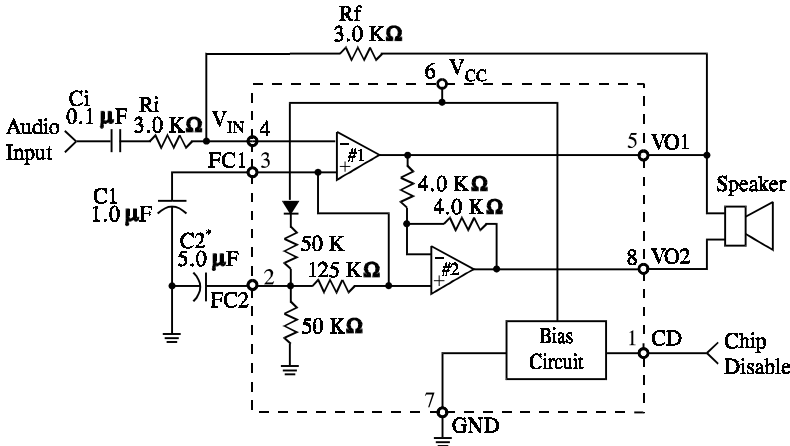 Rf
3.0 KΩ
6 V_CC
Ci
0.1 μF
Ri
3.0 KΩ
V_IN 4
Audio
Input
#1
−
+
5 VO1
FC1 3
4.0 KΩ
4.0 KΩ
Speaker
C1
1.0 μF
C2*
5.0 μF
50 K
125 KΩ
#2
−
+
8 VO2
2
FC2
50 KΩ
Bias
Circuit
1 CD
Chip
Disable
7
GND